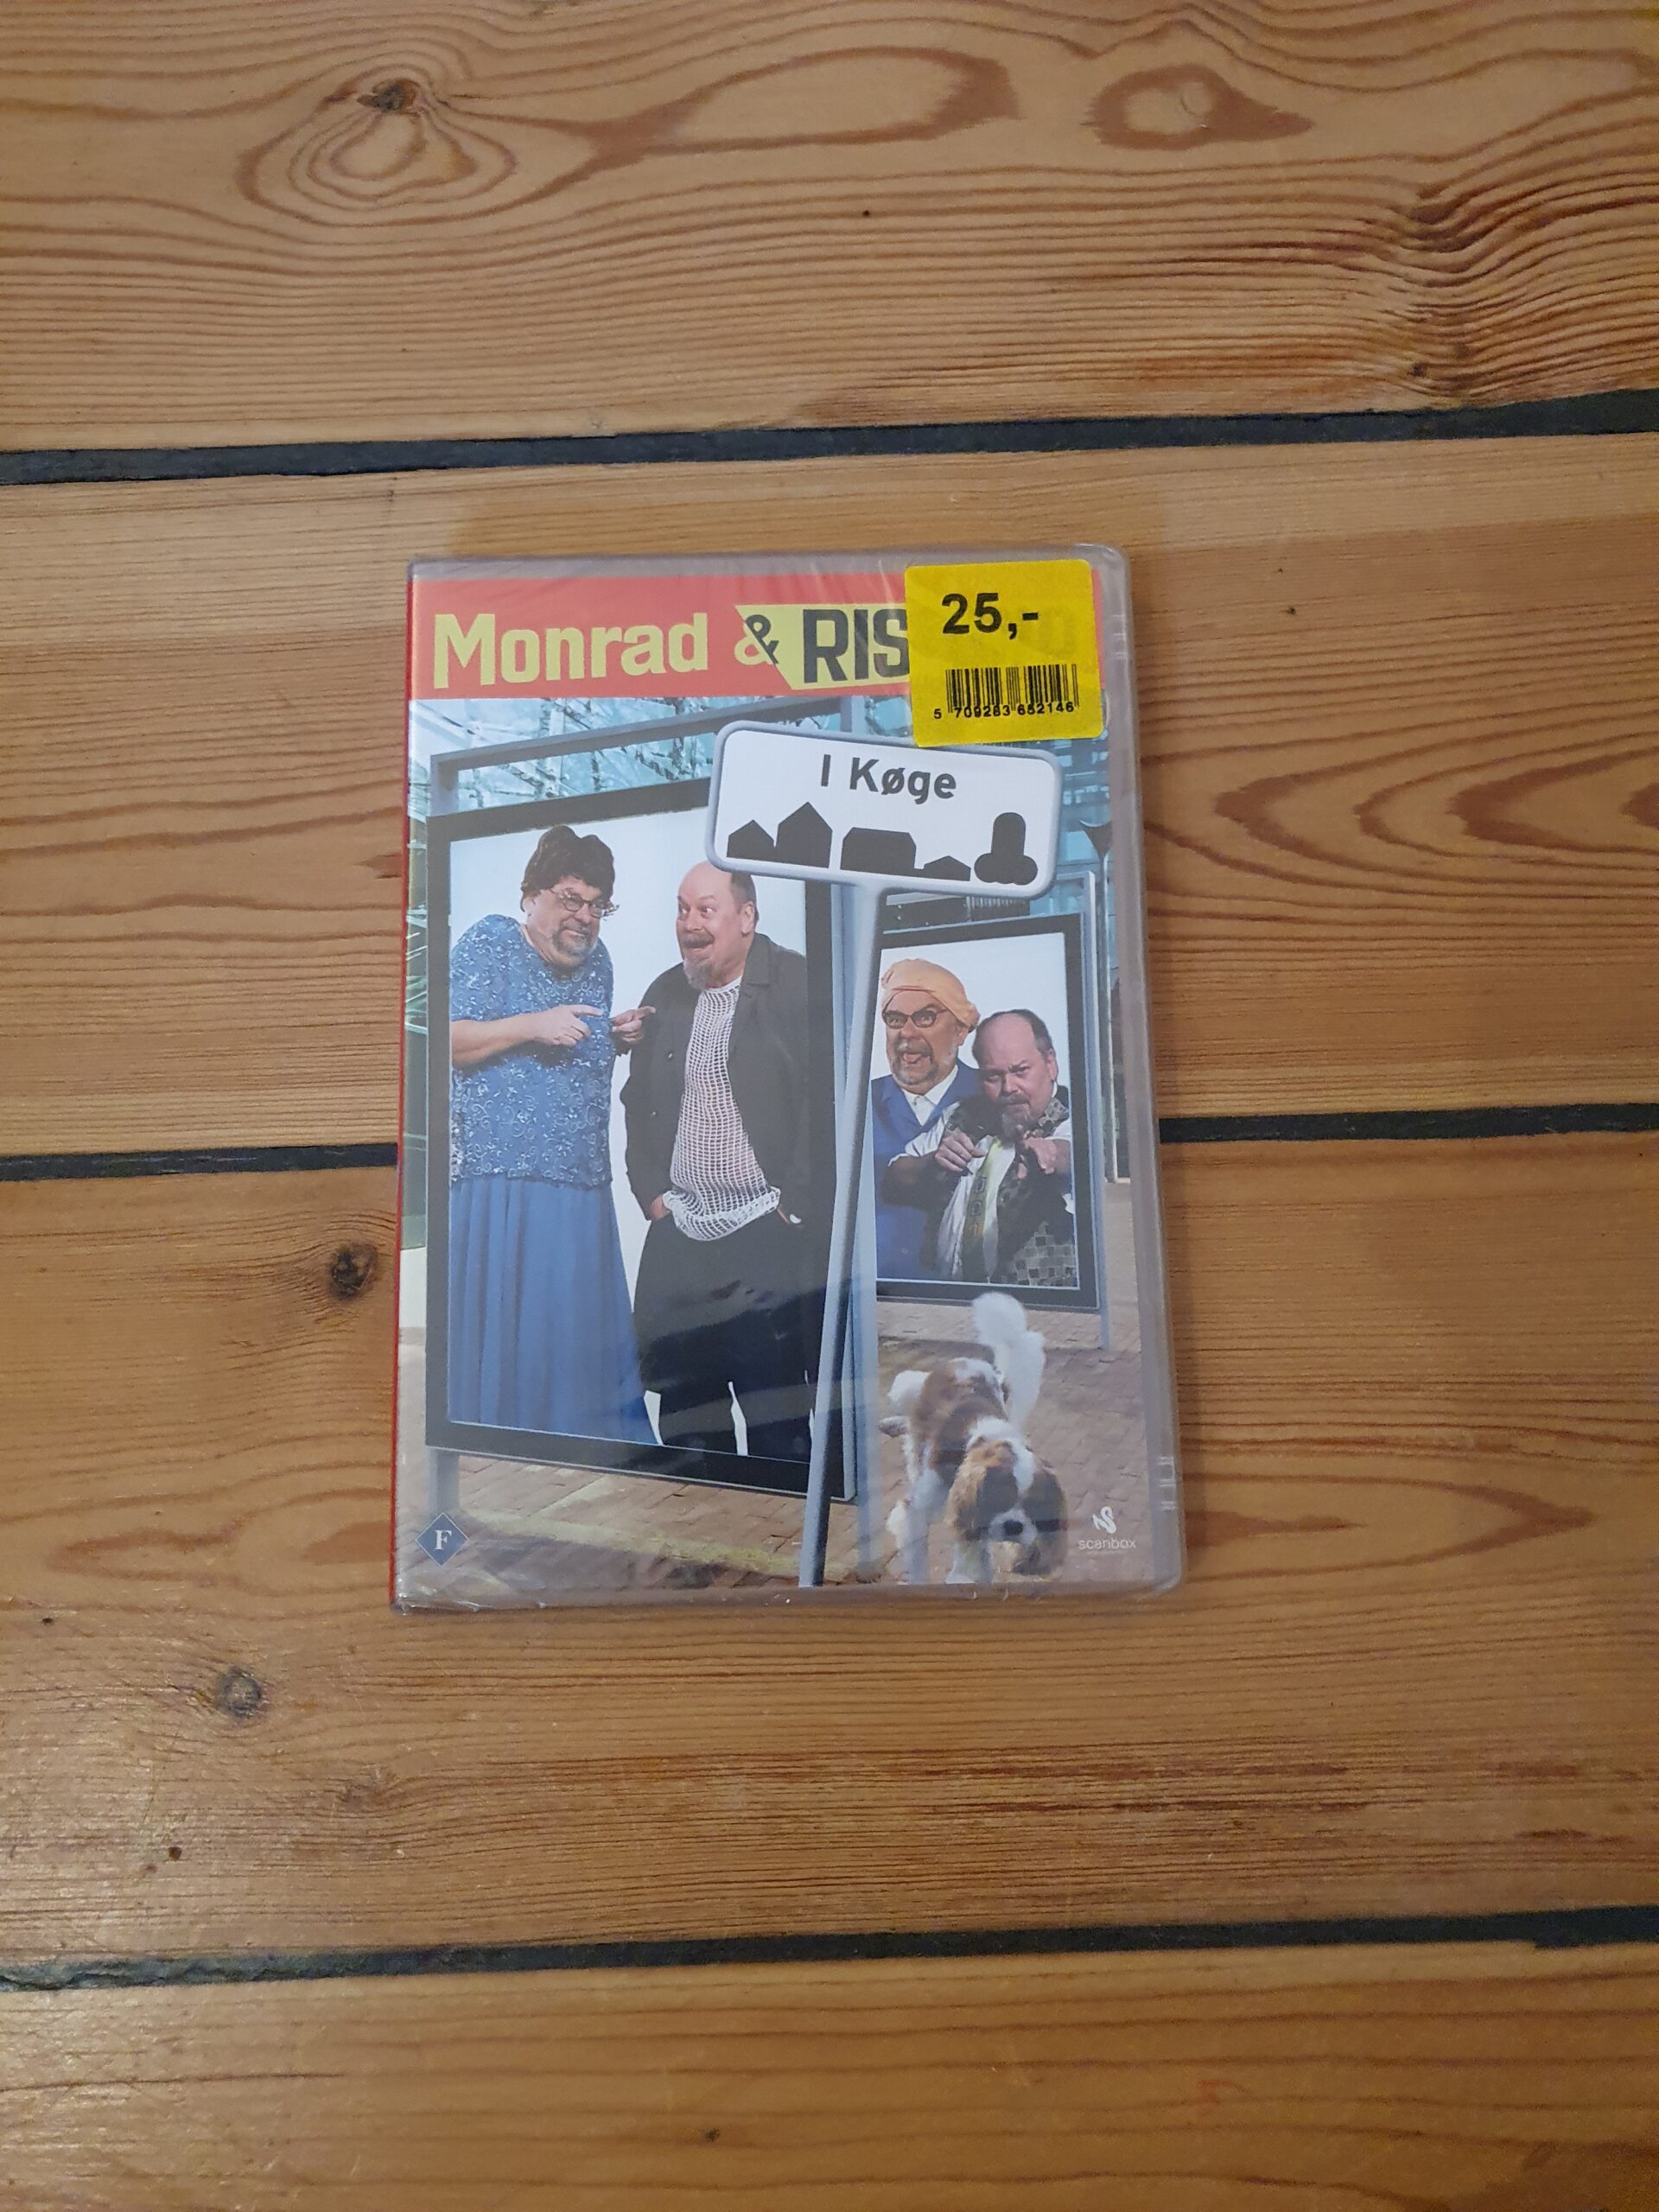 Monrad & RIS
25,-
5 709283 652146
I Køge
F
scanbox